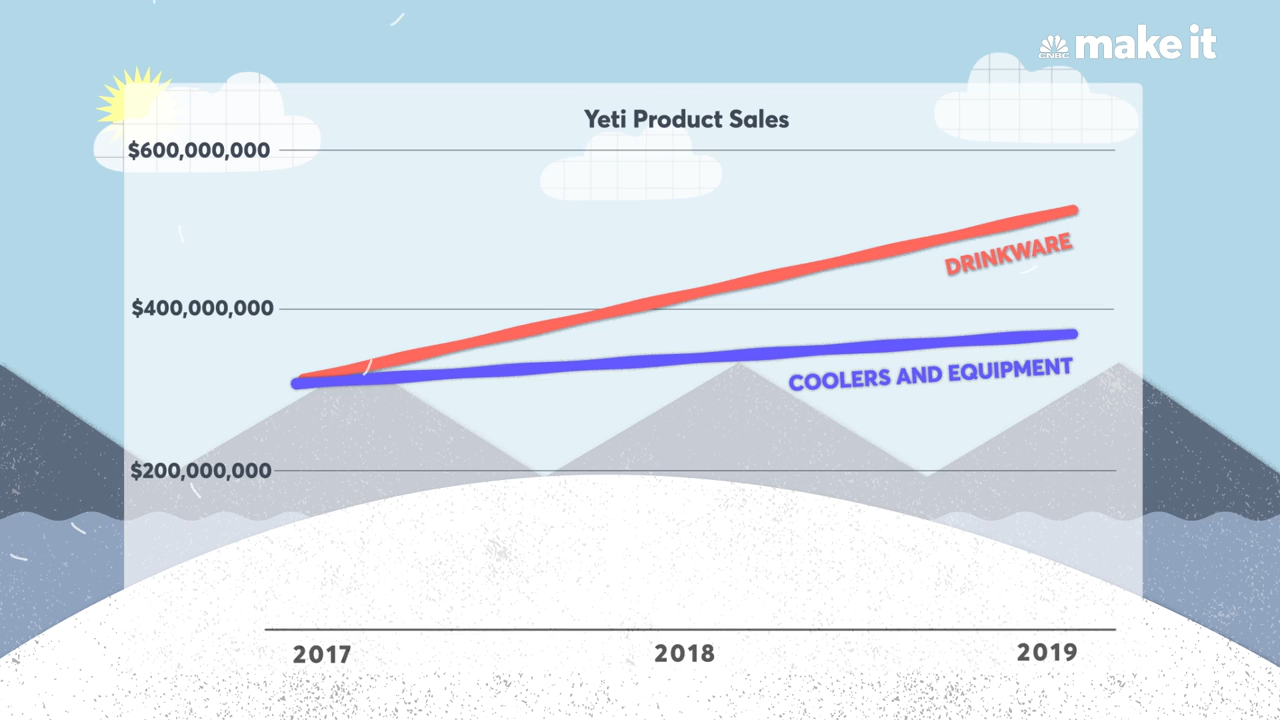 CNBC make it
Yeti Product Sales
$600,000,000
DRINKWARE
$400,000,000
COOLERS AND EQUIPMENT
$200,000,000
2017 2018 2019